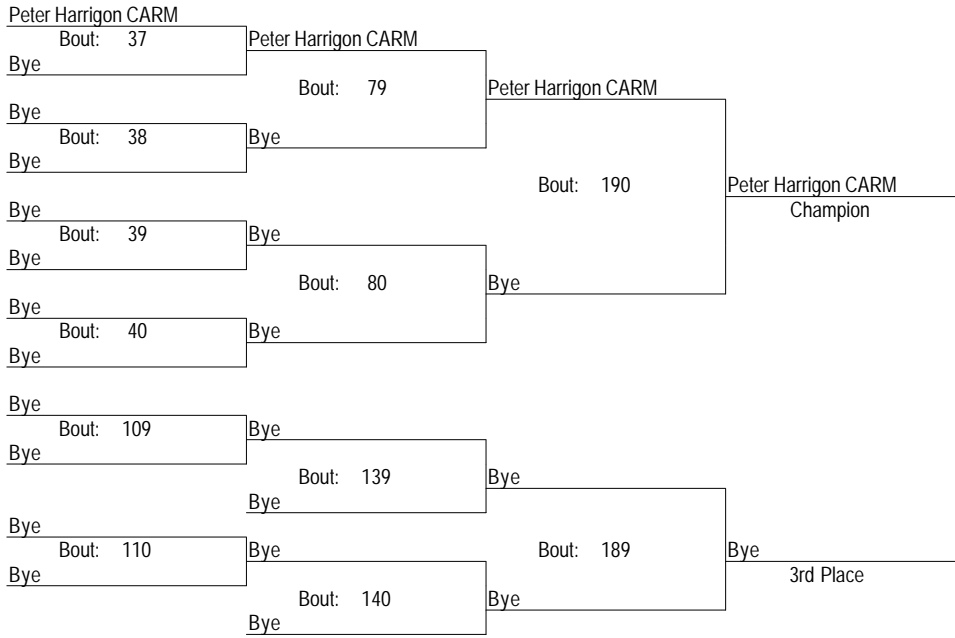 Peter Harrigon CARM
Bout: 37
Peter Harrigon CARM
Bye
Bout: 79
Peter Harrigon CARM
Bye
Bout: 38
Bye
Bye
Bout: 190
Peter Harrigon CARM
Champion
Bye
Bout: 39
Bye
Bye
Bout: 80
Bye
Bye
Bout: 40
Bye
Bye
Bye
Bout: 109
Bye
Bye
Bout: 139
Bye
Bye
Bye
Bout: 110
Bye
Bout: 189
Bye
Bye
3rd Place
Bout: 140
Bye
Bye